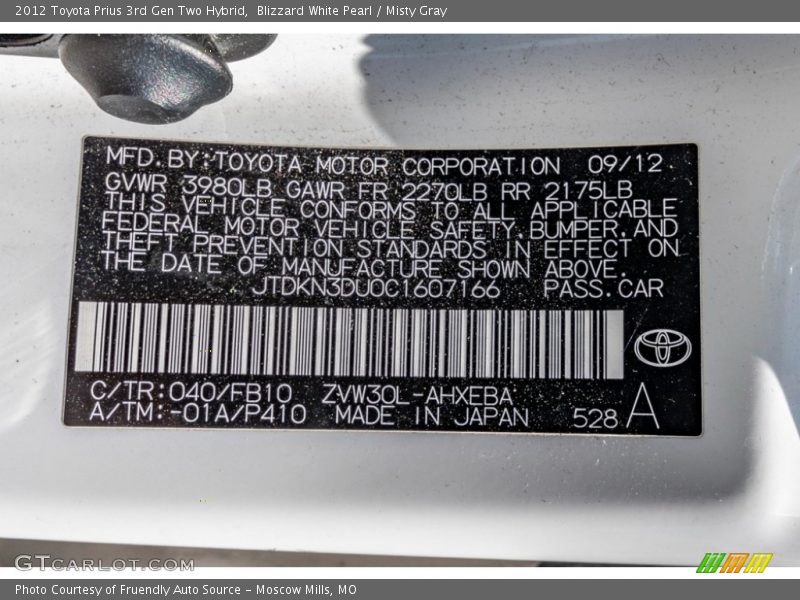 2012 Toyota Prius 3rd Gen Two Hybrid, Blizzard White Pearl / Misty Gray
MFD. BY:TOYOTA MOTOR CORPORATION 09/12
GVWR 3980LB GAWR FR 2270LB RR 2175LB
THIS VEHICLE CONFORMS TO ALL APPLICABLE
FEDERAL MOTOR VEHICLE SAFETY,BUMPER,AND
THEFT PREVENTION STANDARDS IN EFFECT ON
THE DATE OF MANUFACTURE SHOWN ABOVE.
JTDKN3DU0C1607166 PASS.CAR
C/TR:040/FB10 ZVW30L-AHXEBA
A/TM:-01A/P410 MADE IN JAPAN 528 A
GTCARLOT.COM
Photo Courtesy of Fruendly Auto Source - Moscow Mills, MO